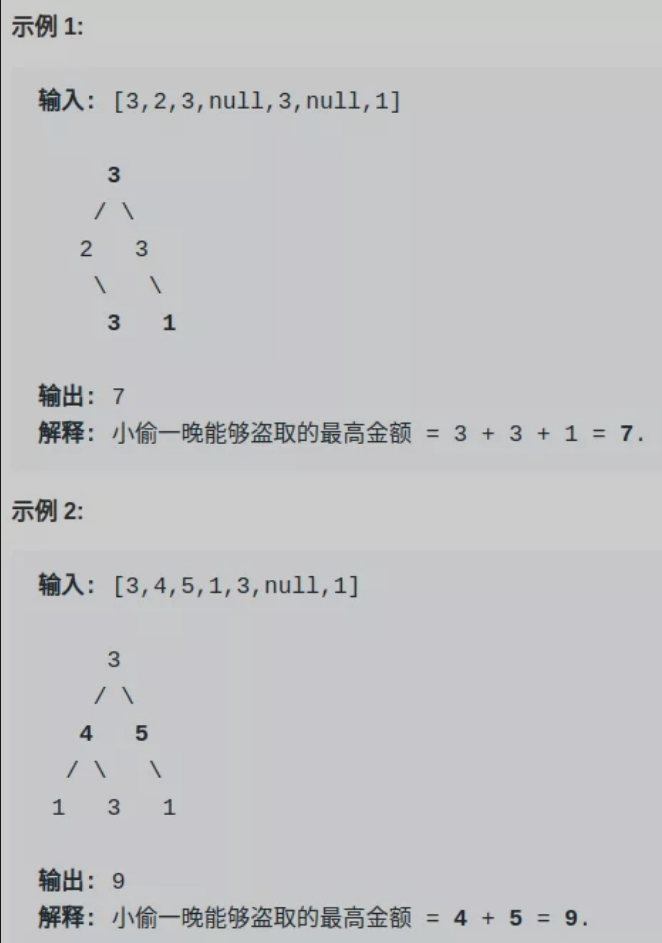 示例 1:
输入: [3,2,3,null,3,null,1]
3
/ \
2 3
\ \
3 1
输出: 7
解释: 小偷一晚能够盗取的最高金额 = 3 + 3 + 1 = 7.
示例 2:
输入: [3,4,5,1,3,null,1]
3
/ \
4 5
/ \ \
1 3 1
输出: 9
解释: 小偷一晚能够盗取的最高金额 = 4 + 5 = 9.